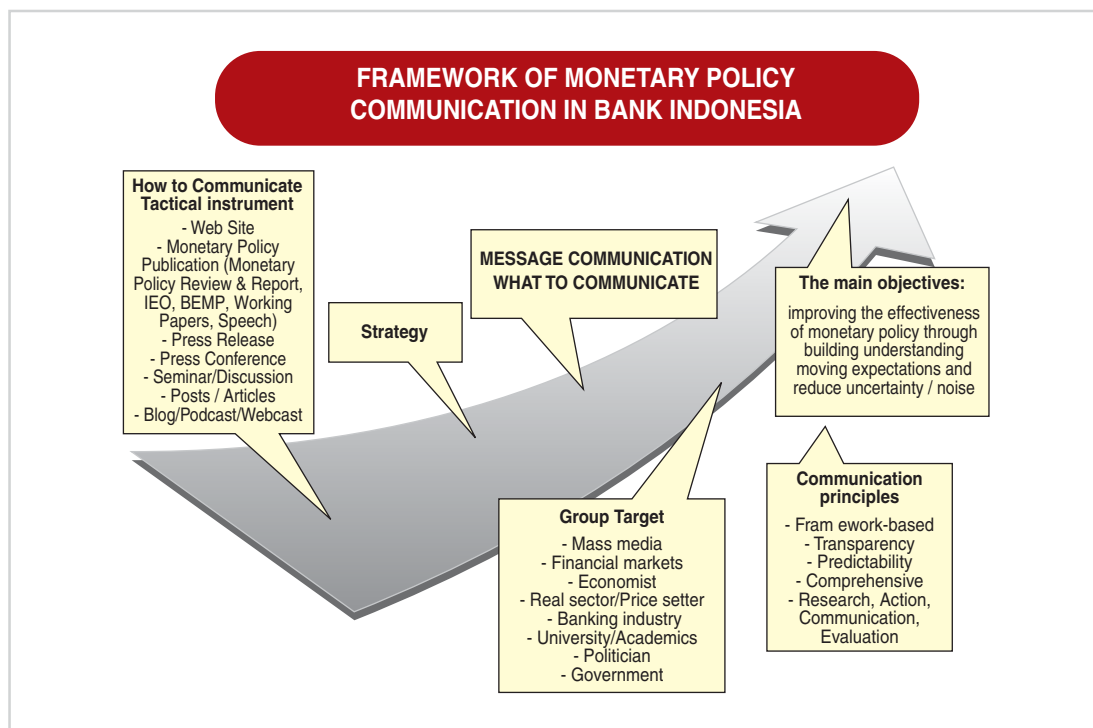 FRAMEWORK OF MONETARY POLICY
COMMUNICATION IN BANK INDONESIA
How to Communicate
Tactical instrument
- Web Site
- Monetary Policy
Publication (Monetary
Policy Review & Report,
IEO, BEMP, Working
Papers, Speech)
- Press Release
- Press Conference
- Seminar/Discussion
- Posts / Articles
- Blog/Podcast/Webcast
Strategy
MESSAGE COMMUNICATION
WHAT TO COMMUNICATE
The main objectives:
improving the effectiveness
of monetary policy through
building understanding
moving expectations and
reduce uncertainty / noise
Group Target
- Mass media
- Financial markets
- Economist
- Real sector/Price setter
- Banking industry
- University/Academics
- Politician
- Government
Communication
principles
- Fram ework-based
- Transparency
- Predictability
- Comprehensive
- Research, Action,
Communication,
Evaluation